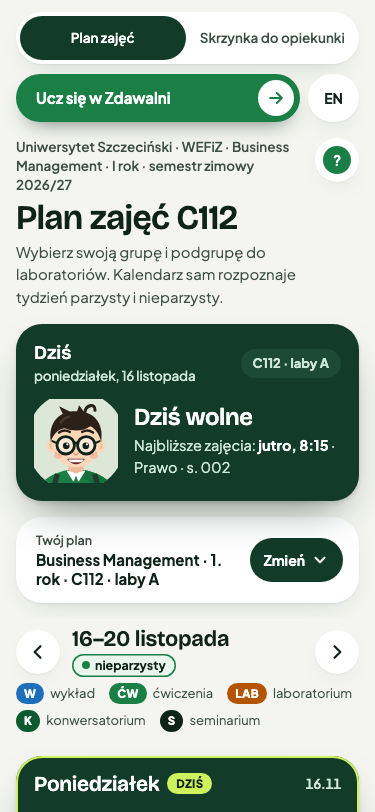 Plan zajęć
Skrzynka do opiekunki
Ucz się w Zdawalni
EN
Uniwersytet Szczeciński · WEFiZ · Business
Management · I rok · semestr zimowy
2026/27
?
Plan zajęć C112
Wybierz swoją grupę i podgrupę do
laboratoriów. Kalendarz sam rozpoznaje
tydzień parzysty i nieparzysty.
Dziś
poniedziałek, 16 listopada
C112 · laby A
Dziś wolne
Najbliższe zajęcia: jutro, 8:15 ·
Prawo · s. 002
Twój plan
Business Management · 1.
rok · C112 · laby A
Zmień
16–20 listopada
nieparzysty
W wykład
ĆW ćwiczenia
LAB laboratorium
K konwersatorium
S seminarium
Poniedziałek
DZIŚ
16.11